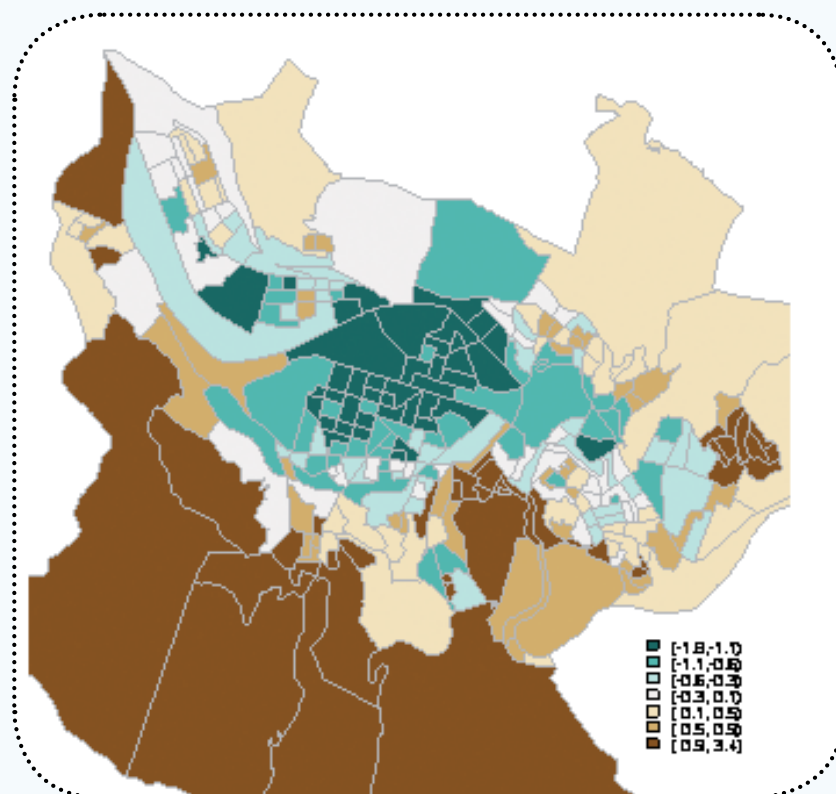 [-1.8,-1.1)
[-1.1,-0.6)
[-0.6,-0.3)
[-0.3, 0.1)
[ 0.1, 0.5)
[ 0.5, 0.9)
[ 0.9, 3.4]